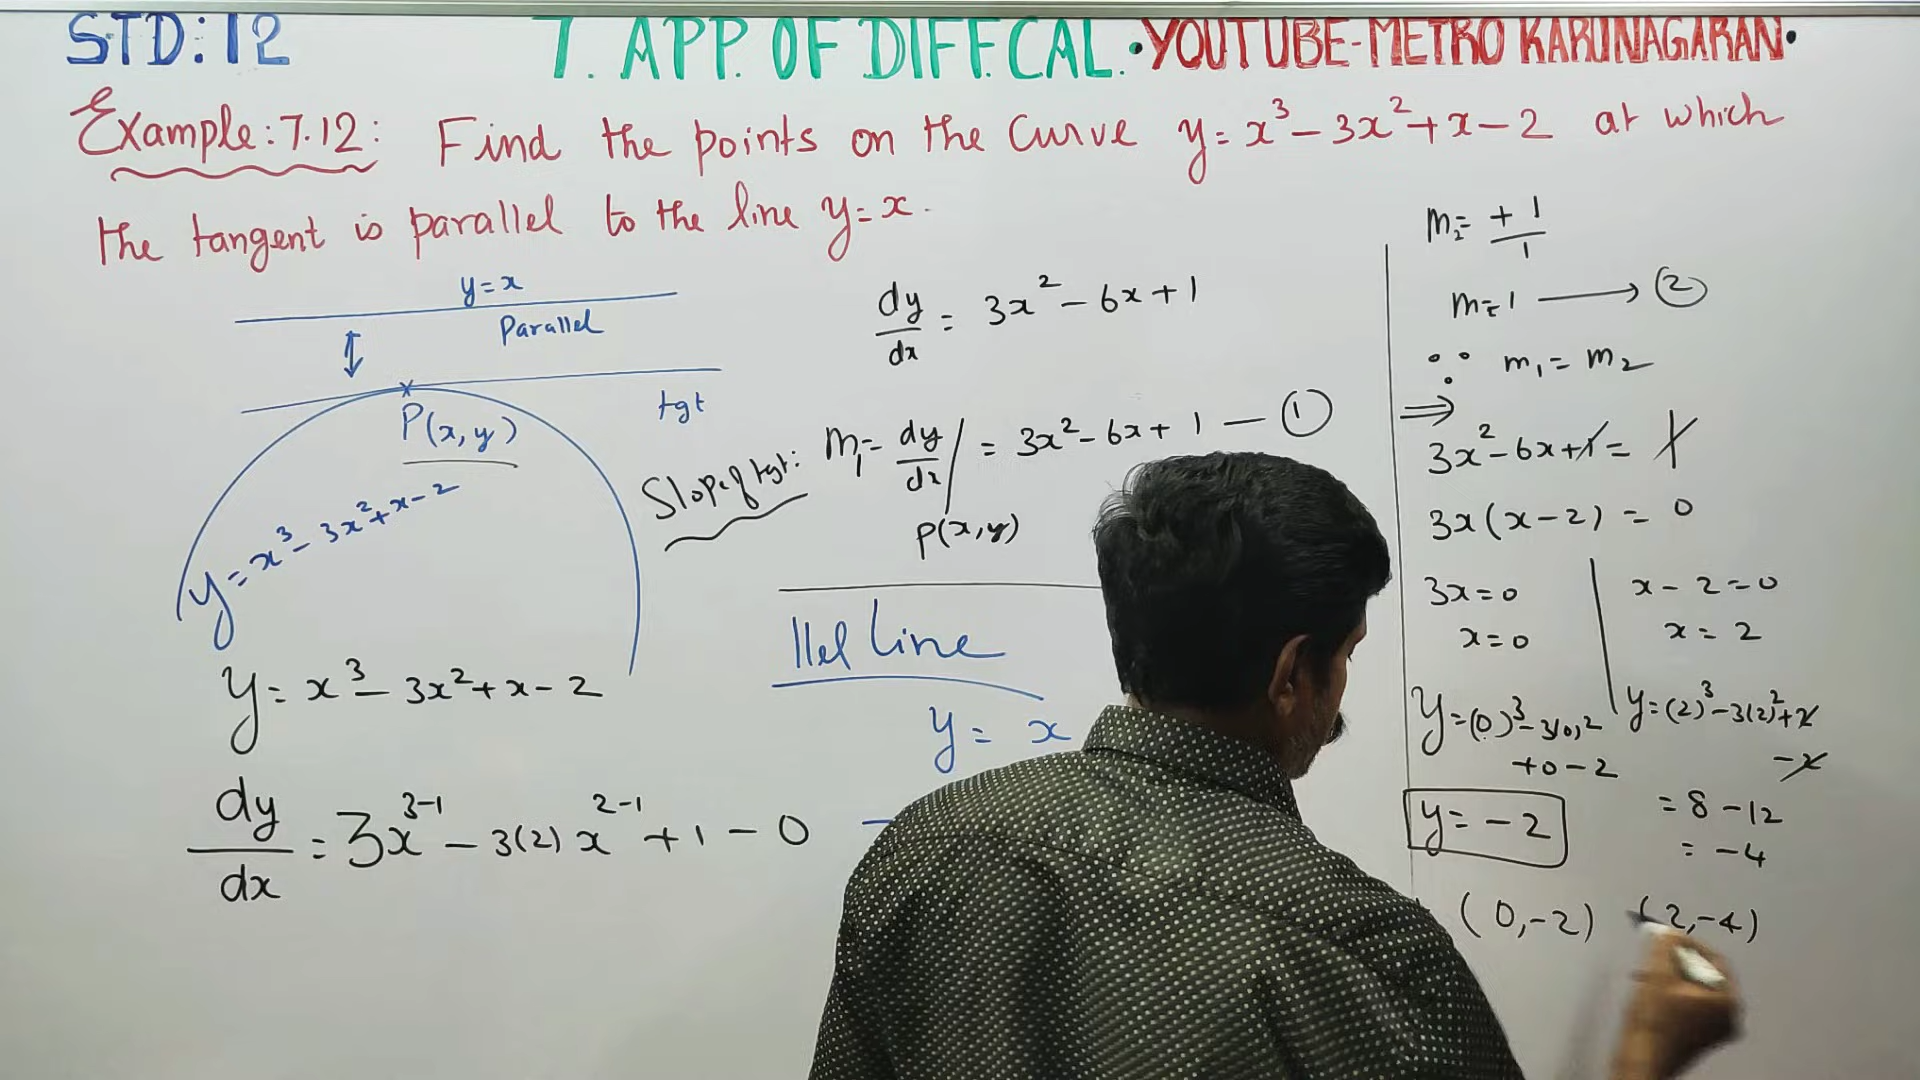 STD:12 7. APP. OF DIFF.CAL. •YOUTUBE-METRO KARUNAGARAN•
Example:7.12: Find the points on the Curve y = x³ – 3x² + x – 2 at which
the tangent is parallel to the line y = x.
y = x
Parallel
tgt
P(x, y)
y = x³ – 3x² + x – 2
y = x³ – 3x² + x – 2
dy/dx = 3x³⁻¹ – 3(2) x²⁻¹ + 1 – 0
dy/dx = 3x² – 6x + 1
Slope of tgt: m₁ = dy/dx / = 3x² – 6x + 1 — ①
P(x, y)
llel line
y = x
m₂ = +1/1
m₂ = 1 ⟶ ②
∴ m₁ = m₂
⇒
3x² – 6x + 1 = 1
3x(x – 2) = 0
3x = 0
x = 0
y = (0)³ – 3(0)²
+ 0 – 2
y = – 2
(0, –2)
x – 2 = 0
x = 2
y = (2)³ – 3(2)² + 2
– 2
= 8 – 12
= – 4
(2, –4)